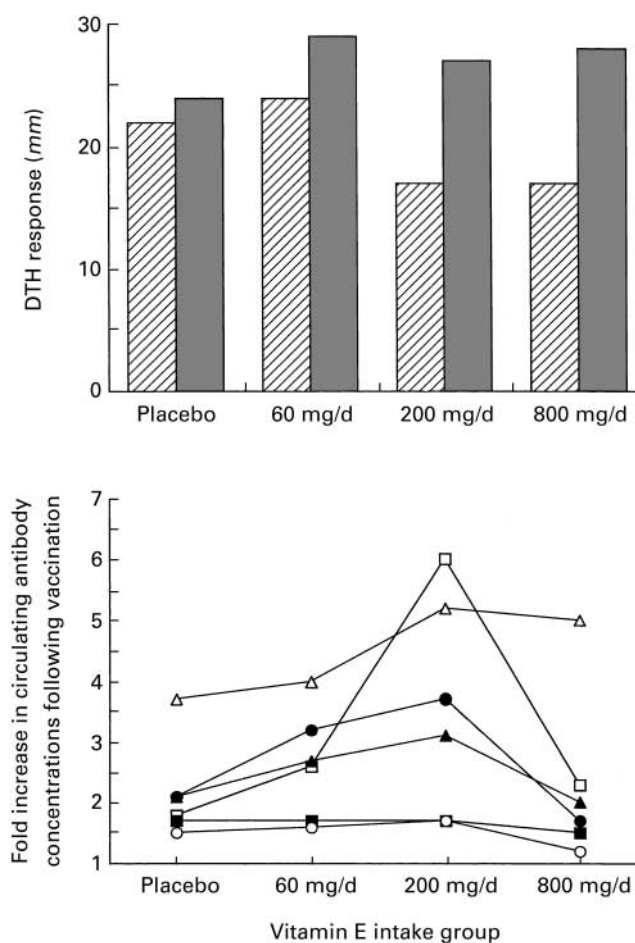 30
20
10
0
DTH response (mm)
Placebo
60 mg/d
200 mg/d
800 mg/d
7
6
5
4
3
2
1
Fold increase in circulating antibody
concentrations following vaccination
Placebo
60 mg/d
200 mg/d
800 mg/d
Vitamin E intake group